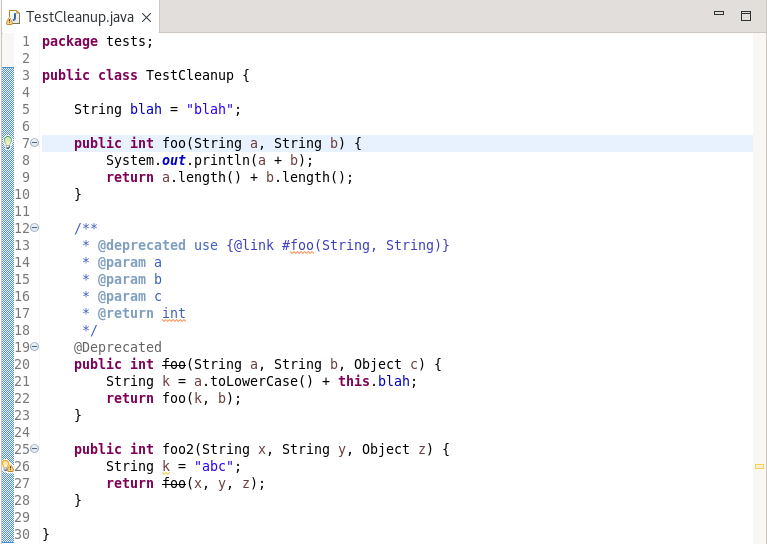 TestCleanup.java
1 package tests;
2
3 public class TestCleanup {
4
5     String blah = "blah";
6
7     public int foo(String a, String b) {
8         System.out.println(a + b);
9         return a.length() + b.length();
10     }
11
12     /**
13      * @deprecated use {@link #foo(String, String)}
14      * @param a
15      * @param b
16      * @param c
17      * @return int
18      */
19     @Deprecated
20     public int foo(String a, String b, Object c) {
21         String k = a.toLowerCase() + this.blah;
22         return foo(k, b);
23     }
24
25     public int foo2(String x, String y, Object z) {
26         String k = "abc";
27         return foo(x, y, z);
28     }
29
30 }